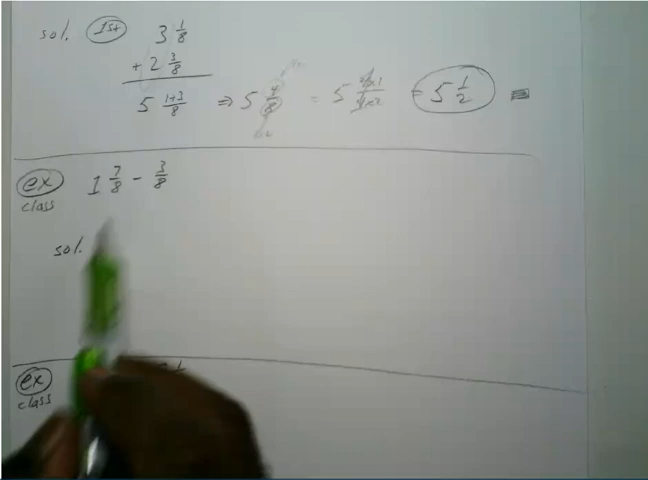 sol. 1st 3 1/8
+ 2 3/8
5 1+3/8 ⇒ 5 4/8 = 5 4×1/4×2 = 5 1/2
ex 1 7/8 - 3/8
class
sol.
ex
class